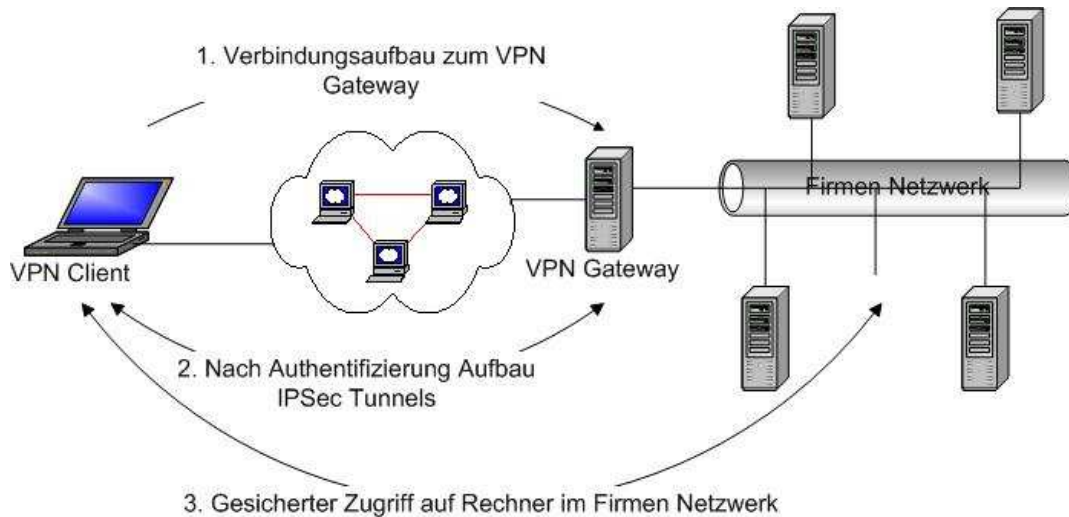 1. Verbindungsaufbau zum VPN
Gateway
Firmen Netzwerk
VPN Client
VPN Gateway
2. Nach Authentifizierung Aufbau
IPSec Tunnels
3. Gesicherter Zugriff auf Rechner im Firmen Netzwerk